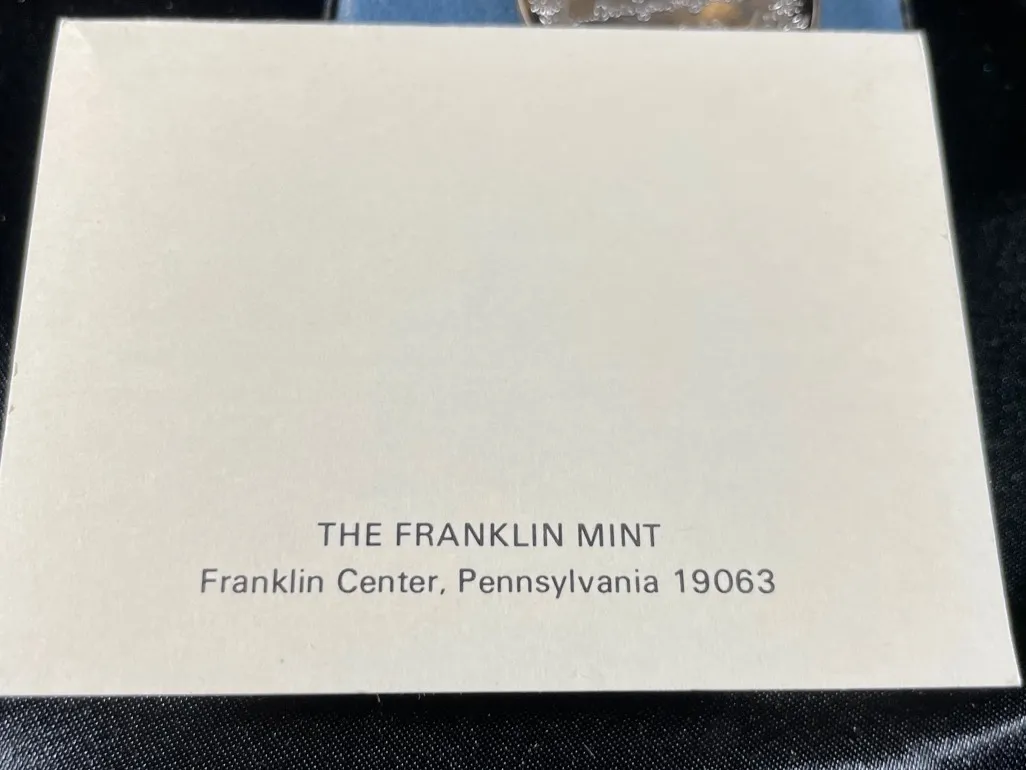 THE FRANKLIN MINT
Franklin Center, Pennsylvania 19063